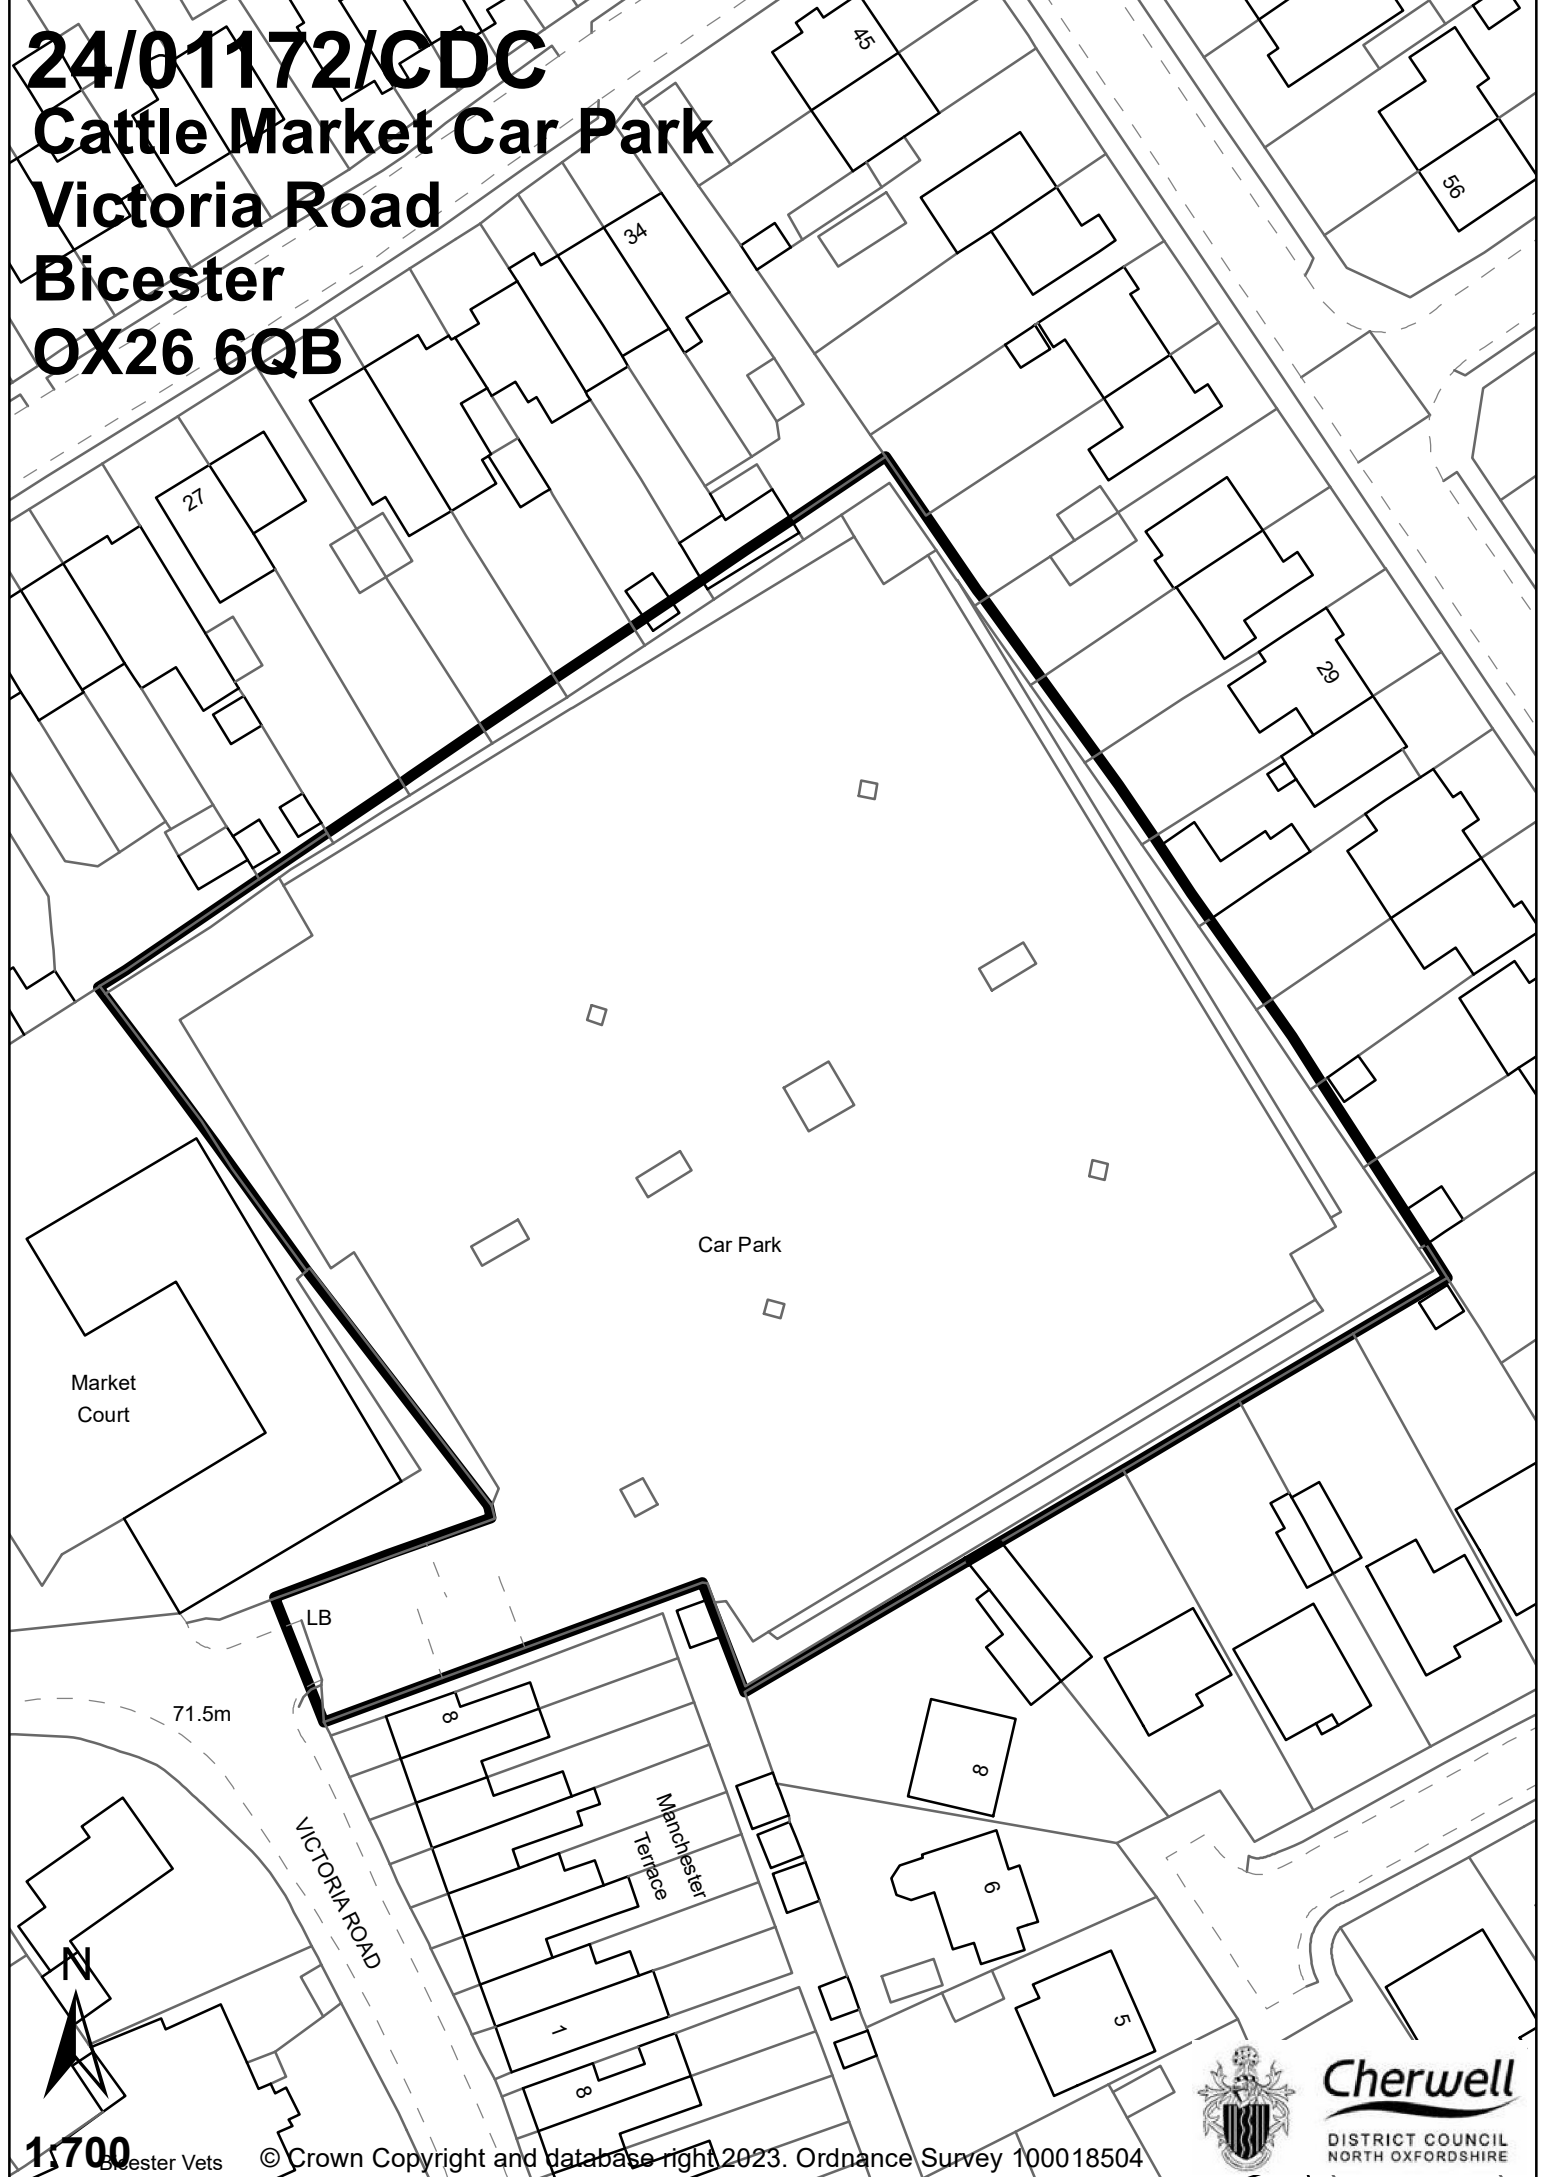 24/01172/CDC
Cattle Market Car Park
Victoria Road
Bicester
OX26 6QB
45
56
34
27
29
Car Park
Market
Court
LB
71.5m
8
8
Manchester
Terrace
VICTORIA ROAD
6
N
1
5
8
Cherwell
DISTRICT COUNCIL
NORTH OXFORDSHIRE
1:700
Bicester Vets
© Crown Copyright and database right 2023. Ordnance Survey 100018504